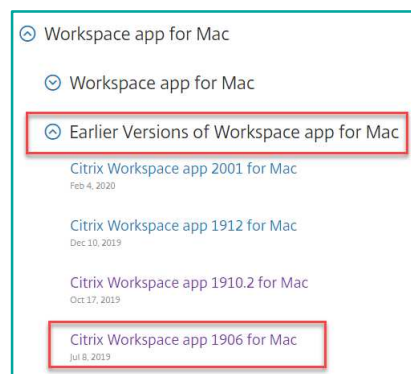 Workspace app for Mac
Workspace app for Mac
Earlier Versions of Workspace app for Mac
Citrix Workspace app 2001 for Mac
Feb 4, 2020
Citrix Workspace app 1912 for Mac
Dec 10, 2019
Citrix Workspace app 1910.2 for Mac
Oct 17, 2019
Citrix Workspace app 1906 for Mac
Jul 8, 2019